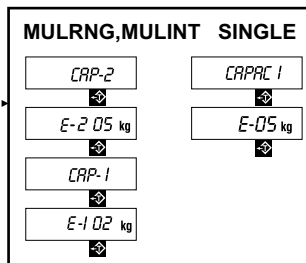 MULRNG,MULINT SINGLE
CAP-2 CAPAC 1
E-2 05 kg E-05 kg
CAP-1
E-1 02 kg